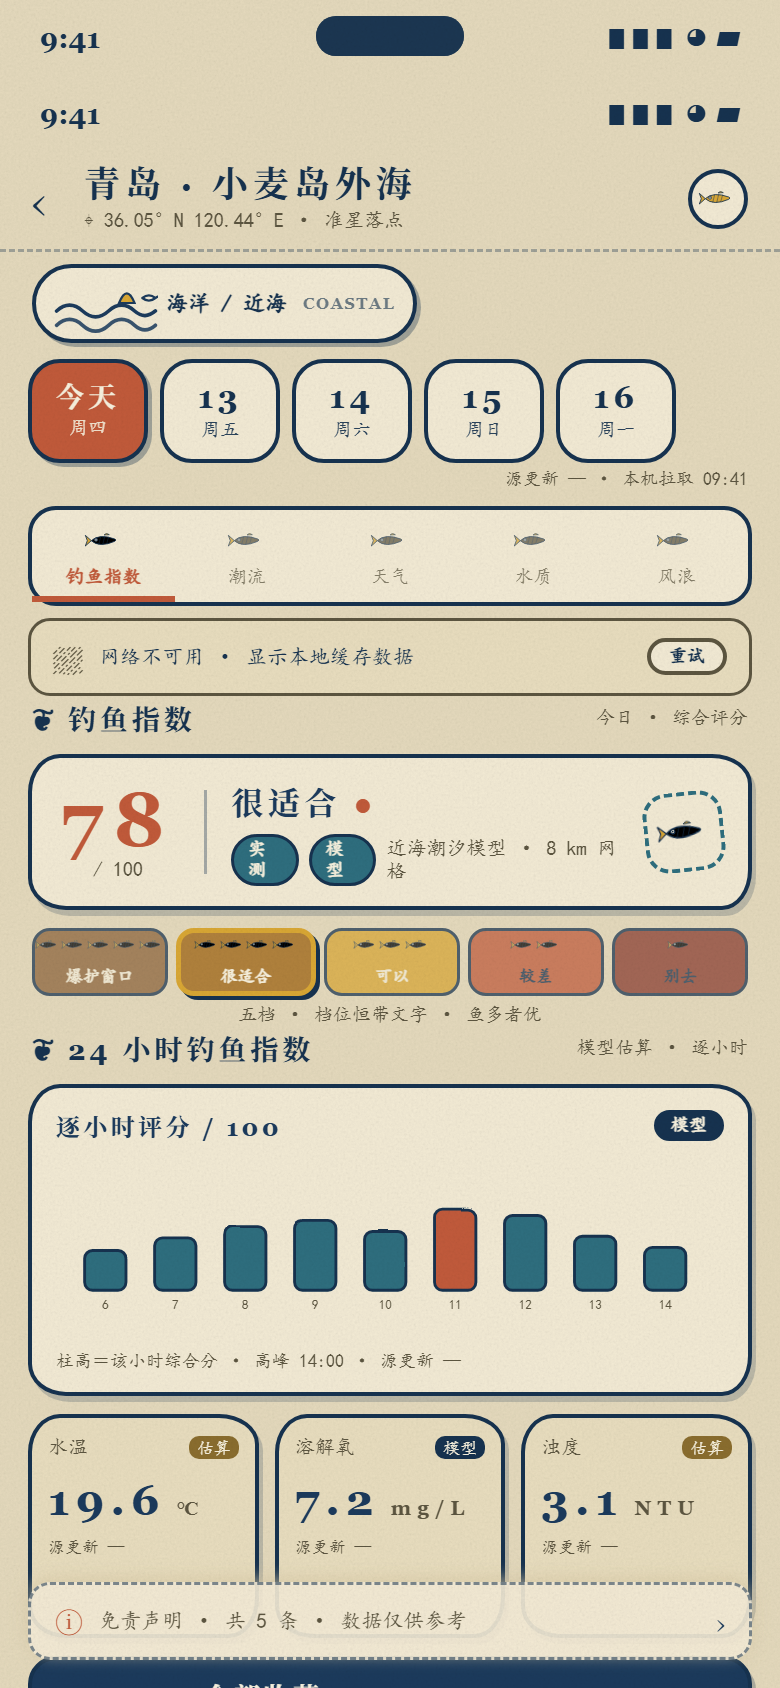 9:41
9:41
‹ 青岛 · 小麦岛外海
⌖ 36.05° N 120.44° E • 准星落点
海洋 / 近海 COASTAL
今天 13 14 15 16
周四 周五 周六 周日 周一
源更新 — • 本机拉取 09:41
钓鱼指数 潮流 天气 水质 风浪
网络不可用 • 显示本地缓存数据 重试
❦ 钓鱼指数 今日 • 综合评分
78 / 100
很适合
实测 模型 近海潮汐模型 • 8 km 网格
爆护窗口 很适合 可以 较差 别去
五档 • 档位恒带文字 • 鱼多者优
❦ 24 小时钓鱼指数 模型估算 • 逐小时
逐小时评分 / 100 模型
6 7 8 9 10 11 12 13 14
柱高=该小时综合分 • 高峰 14:00 • 源更新 —
水温 估算 溶解氧 模型 浊度 估算
19.6 °C 7.2 mg/L 3.1 NTU
源更新 — 源更新 — 源更新 —
ⓘ 免责声明 • 共 5 条 • 数据仅供参考 ›